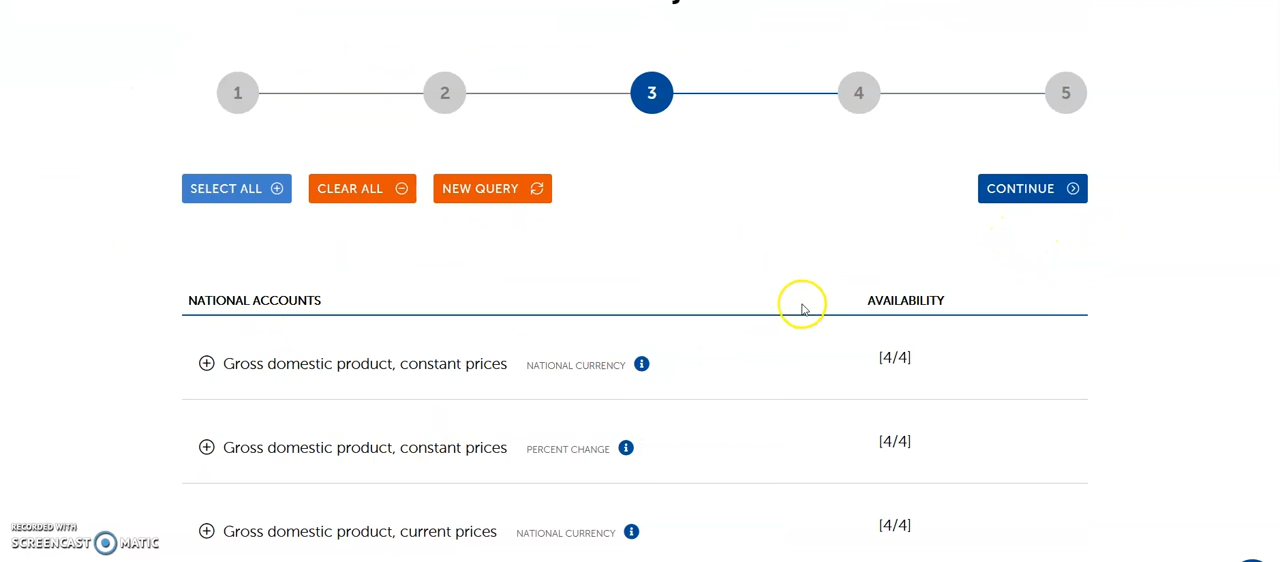 1 2 3 4 5
SELECT ALL CLEAR ALL NEW QUERY CONTINUE
NATIONAL ACCOUNTS AVAILABILITY
Gross domestic product, constant prices NATIONAL CURRENCY i [4/4]
Gross domestic product, constant prices PERCENT CHANGE i [4/4]
Gross domestic product, current prices NATIONAL CURRENCY i [4/4]
RECORDED WITH
SCREENCAST MATIC